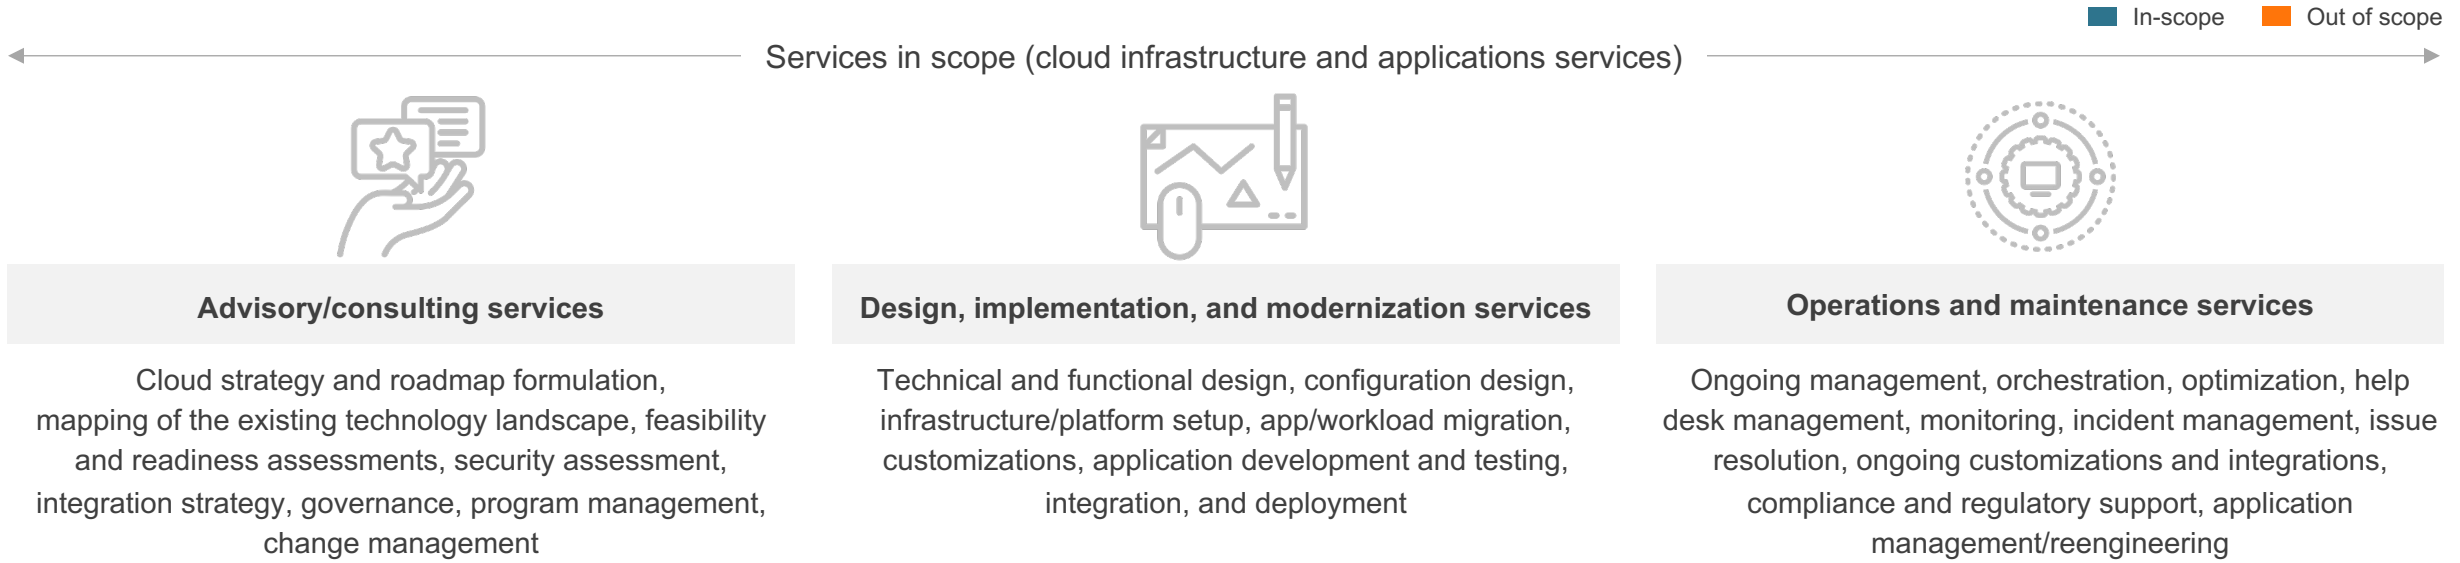 In-scope
Out of scope
Services in scope (cloud infrastructure and applications services)
Advisory/consulting services
Cloud strategy and roadmap formulation,
mapping of the existing technology landscape, feasibility
and readiness assessments, security assessment,
integration strategy, governance, program management,
change management
Design, implementation, and modernization services
Technical and functional design, configuration design,
infrastructure/platform setup, app/workload migration,
customizations, application development and testing,
integration, and deployment
Operations and maintenance services
Ongoing management, orchestration, optimization, help
desk management, monitoring, incident management, issue
resolution, ongoing customizations and integrations,
compliance and regulatory support, application
management/reengineering